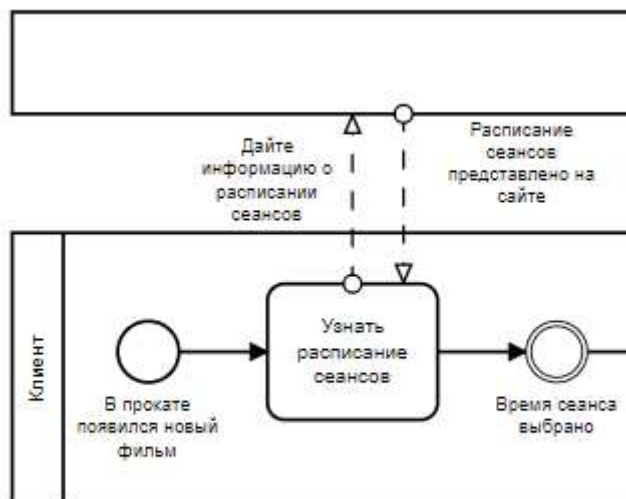 Дайте
информацию о
расписании
сеансов
Расписание
сеансов
представлено на
сайте
Клиент
В прокате
появился новый
фильм
Узнать
расписание
сеансов
Время сеанса
выбрано